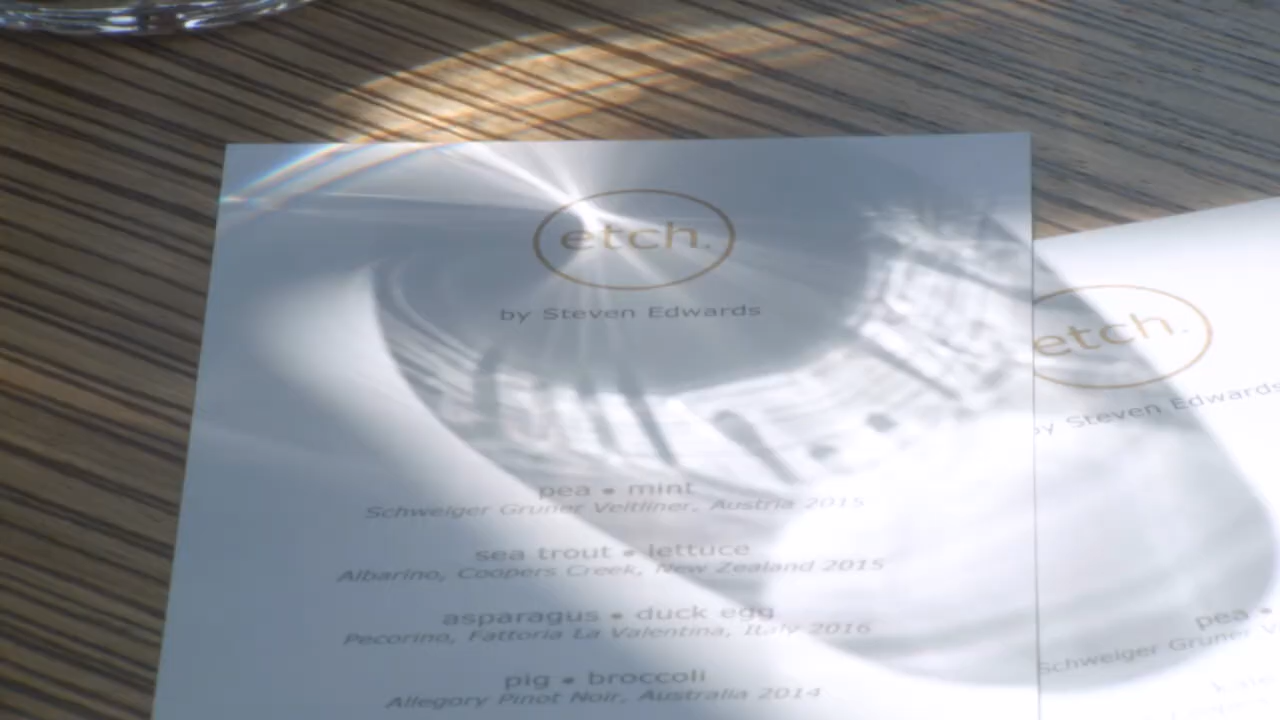 etch.
by Steven Edwards
pea • mint
Schweiger Gruner Veltliner, Austria 2015
sea trout • lettuce
Albarino, Coopers Creek, New Zealand 2015
asparagus • duck egg
Pecorino, Fattoria La Valentina, Italy 2016
pig • broccoli
Allegory Pinot Noir, Australia 2014
etch.
by Steven Edwards
pea •
Schweiger Gruner